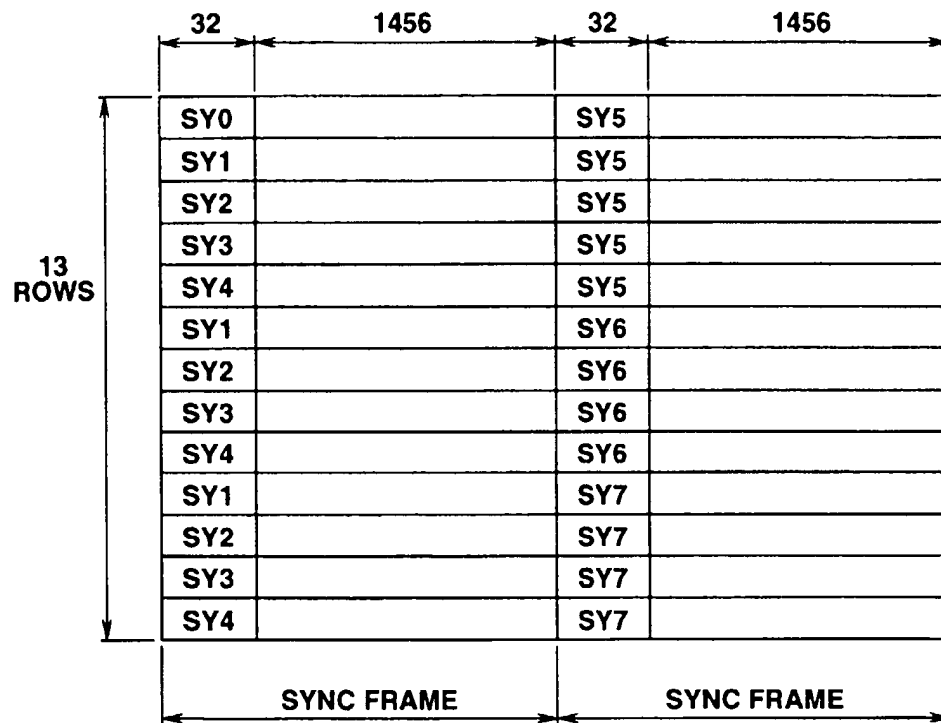 32 1456 32 1456
SY0 SY5
SY1 SY5
SY2 SY5
SY3 SY5
13 ROWS
SY4 SY5
SY1 SY6
SY2 SY6
SY3 SY6
SY4 SY6
SY1 SY7
SY2 SY7
SY3 SY7
SY4 SY7
SYNC FRAME SYNC FRAME